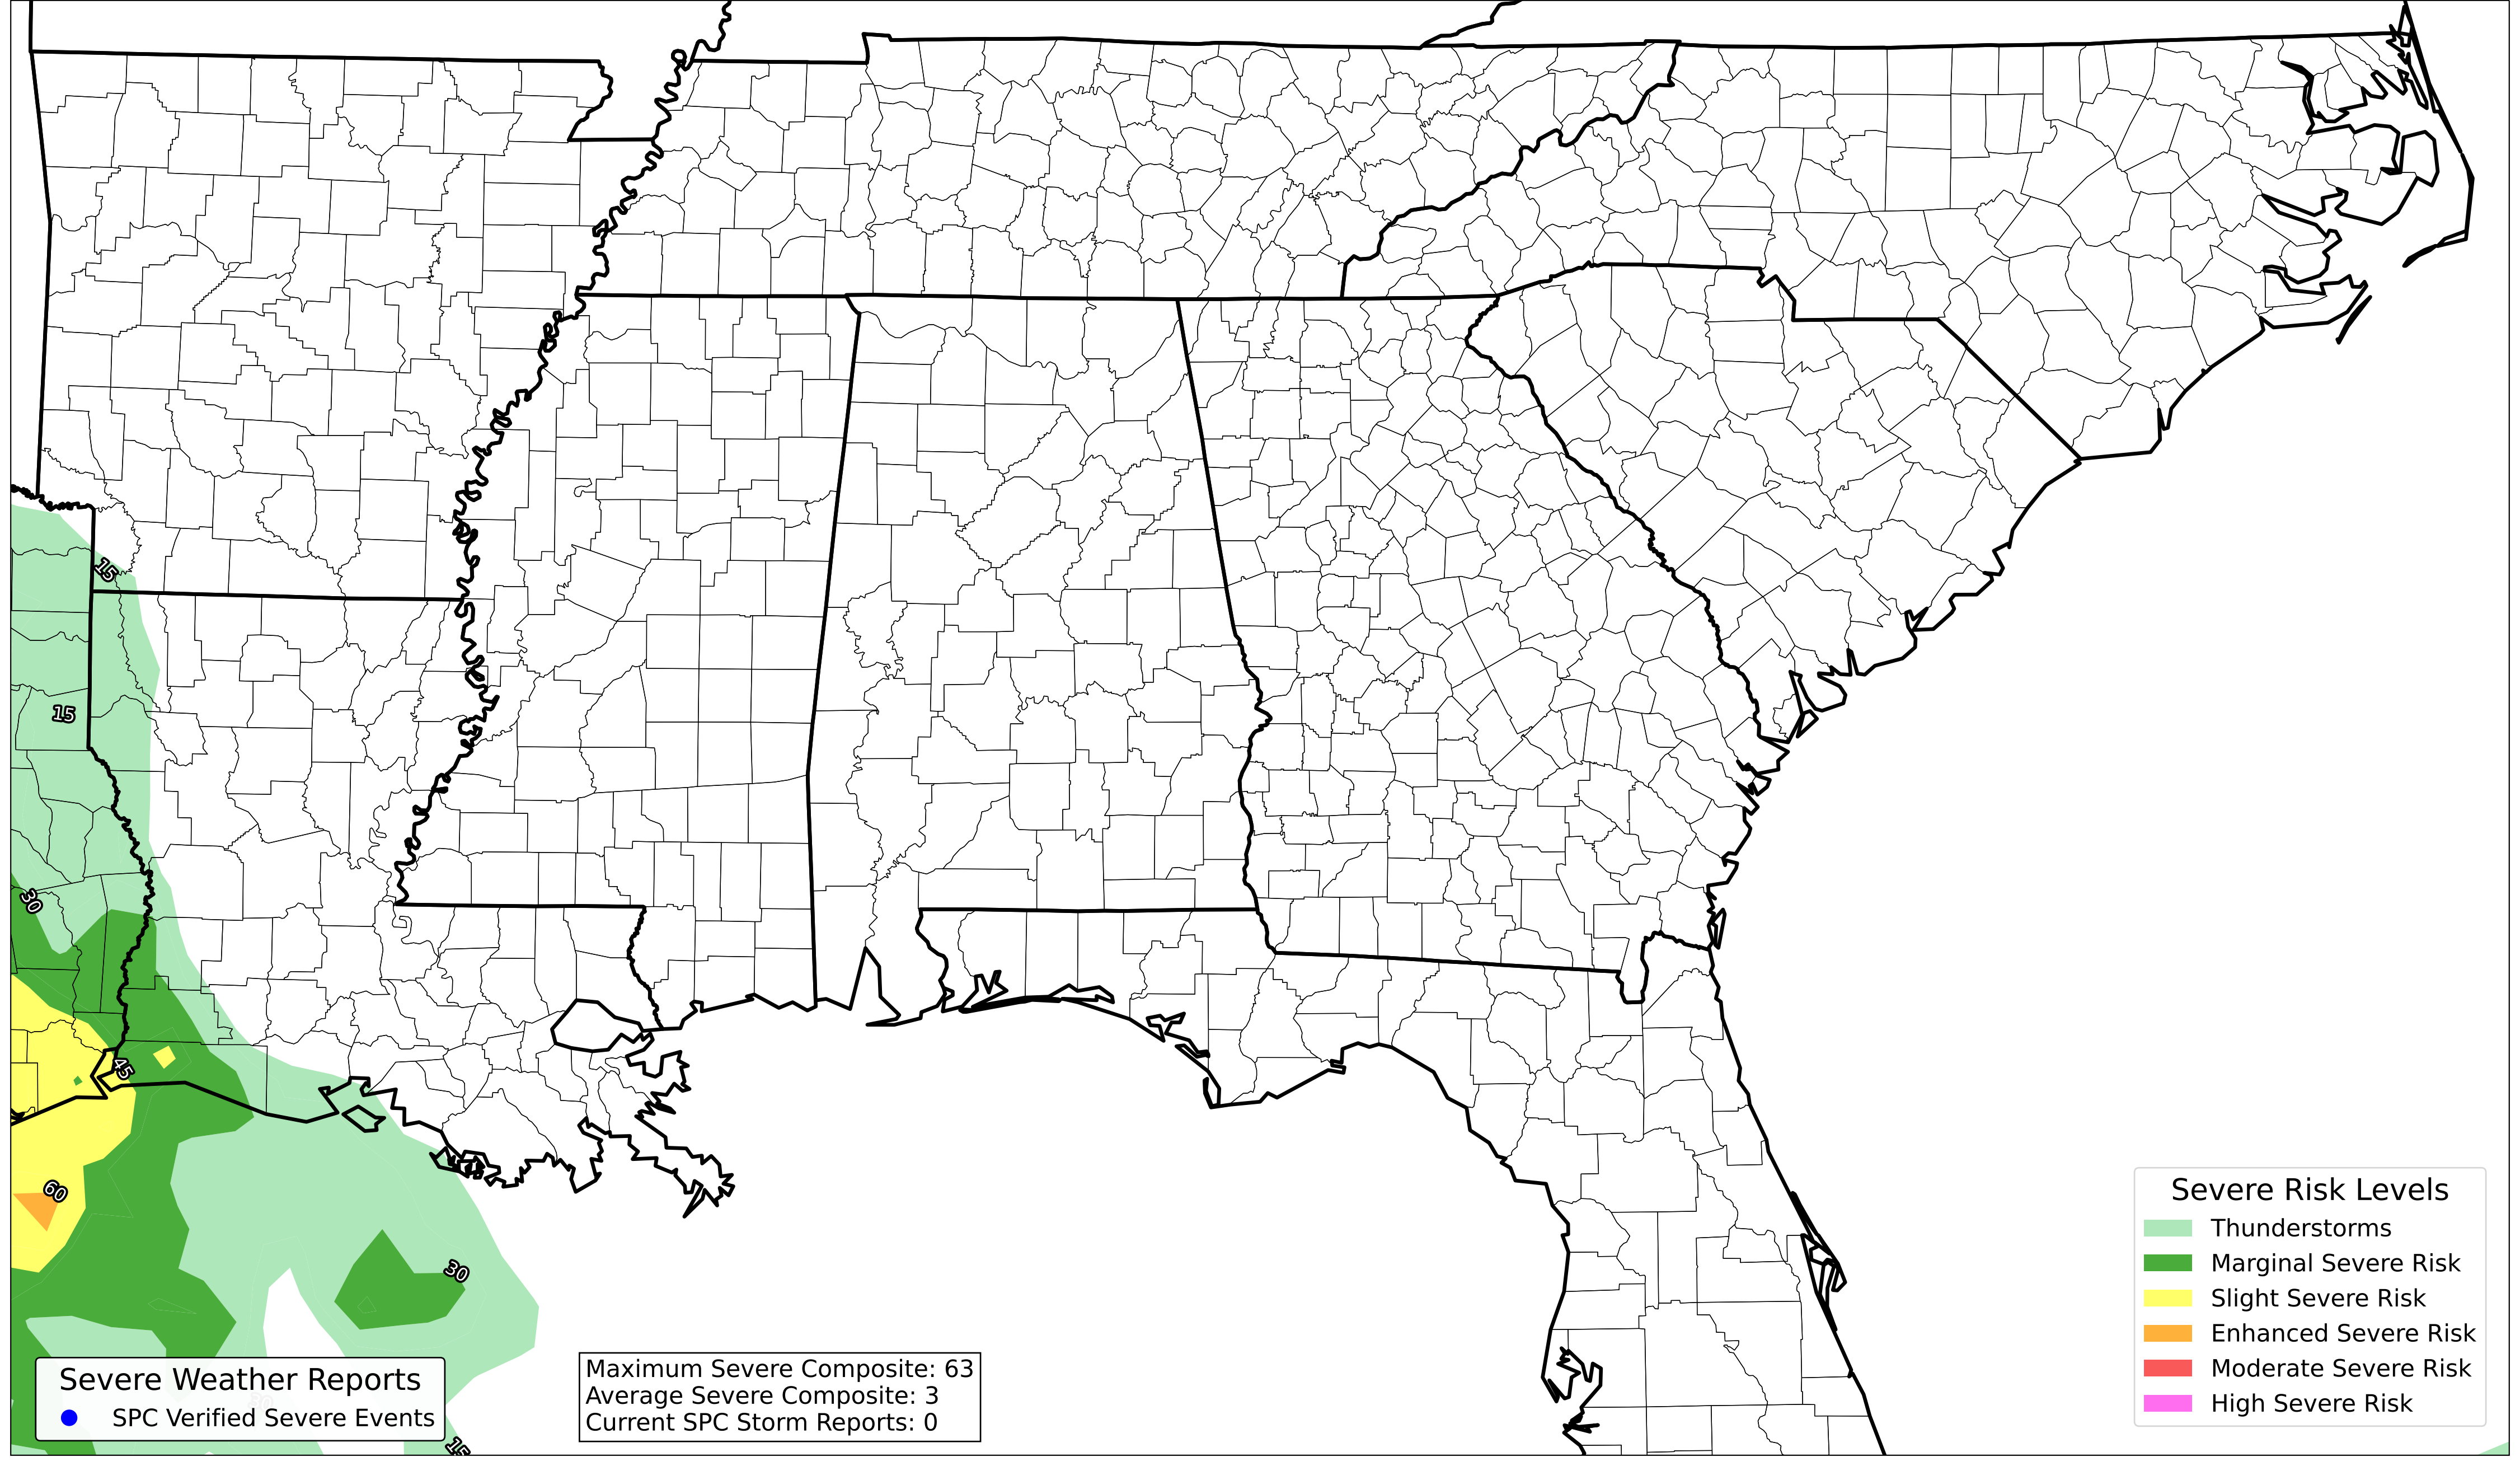 15
15
30
45
60
30
15
Severe Weather Reports
SPC Verified Severe Events
Maximum Severe Composite: 63
Average Severe Composite: 3
Current SPC Storm Reports: 0
Severe Risk Levels
Thunderstorms
Marginal Severe Risk
Slight Severe Risk
Enhanced Severe Risk
Moderate Severe Risk
High Severe Risk